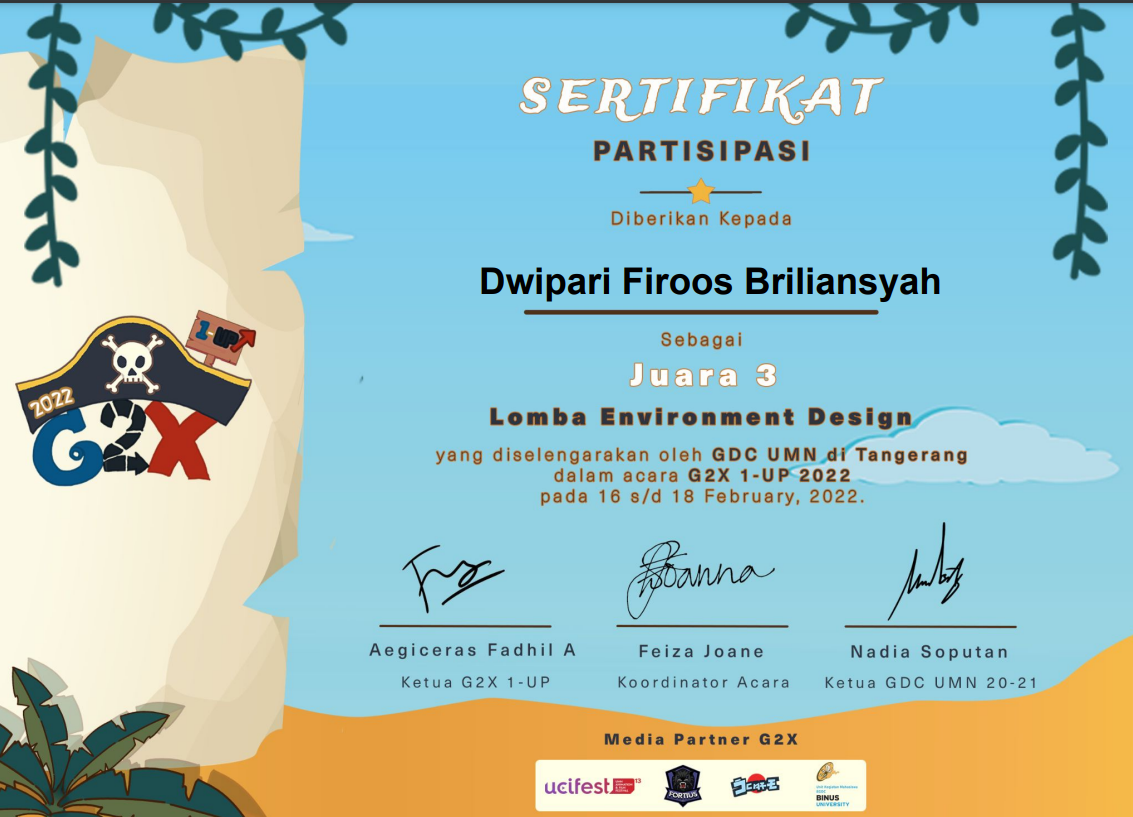 SERTIFIKAT
PARTISIPASI
Diberikan Kepada
Dwipari Firoos Briliansyah
Sebagai
Juara 3
Lomba Environment Design
yang diselengarakan oleh GDC UMN di Tangerang
dalam acara G2X 1-UP 2022
pada 16 s/d 18 February, 2022.
1-UP
2022
G2X
Aegiceras Fadhil A
Ketua G2X 1-UP
Feiza Joane
Koordinator Acara
Nadia Soputan
Ketua GDC UMN 20-21
Media Partner G2X
ucifest 13
FORTIUS
BINUS
UNIVERSITY